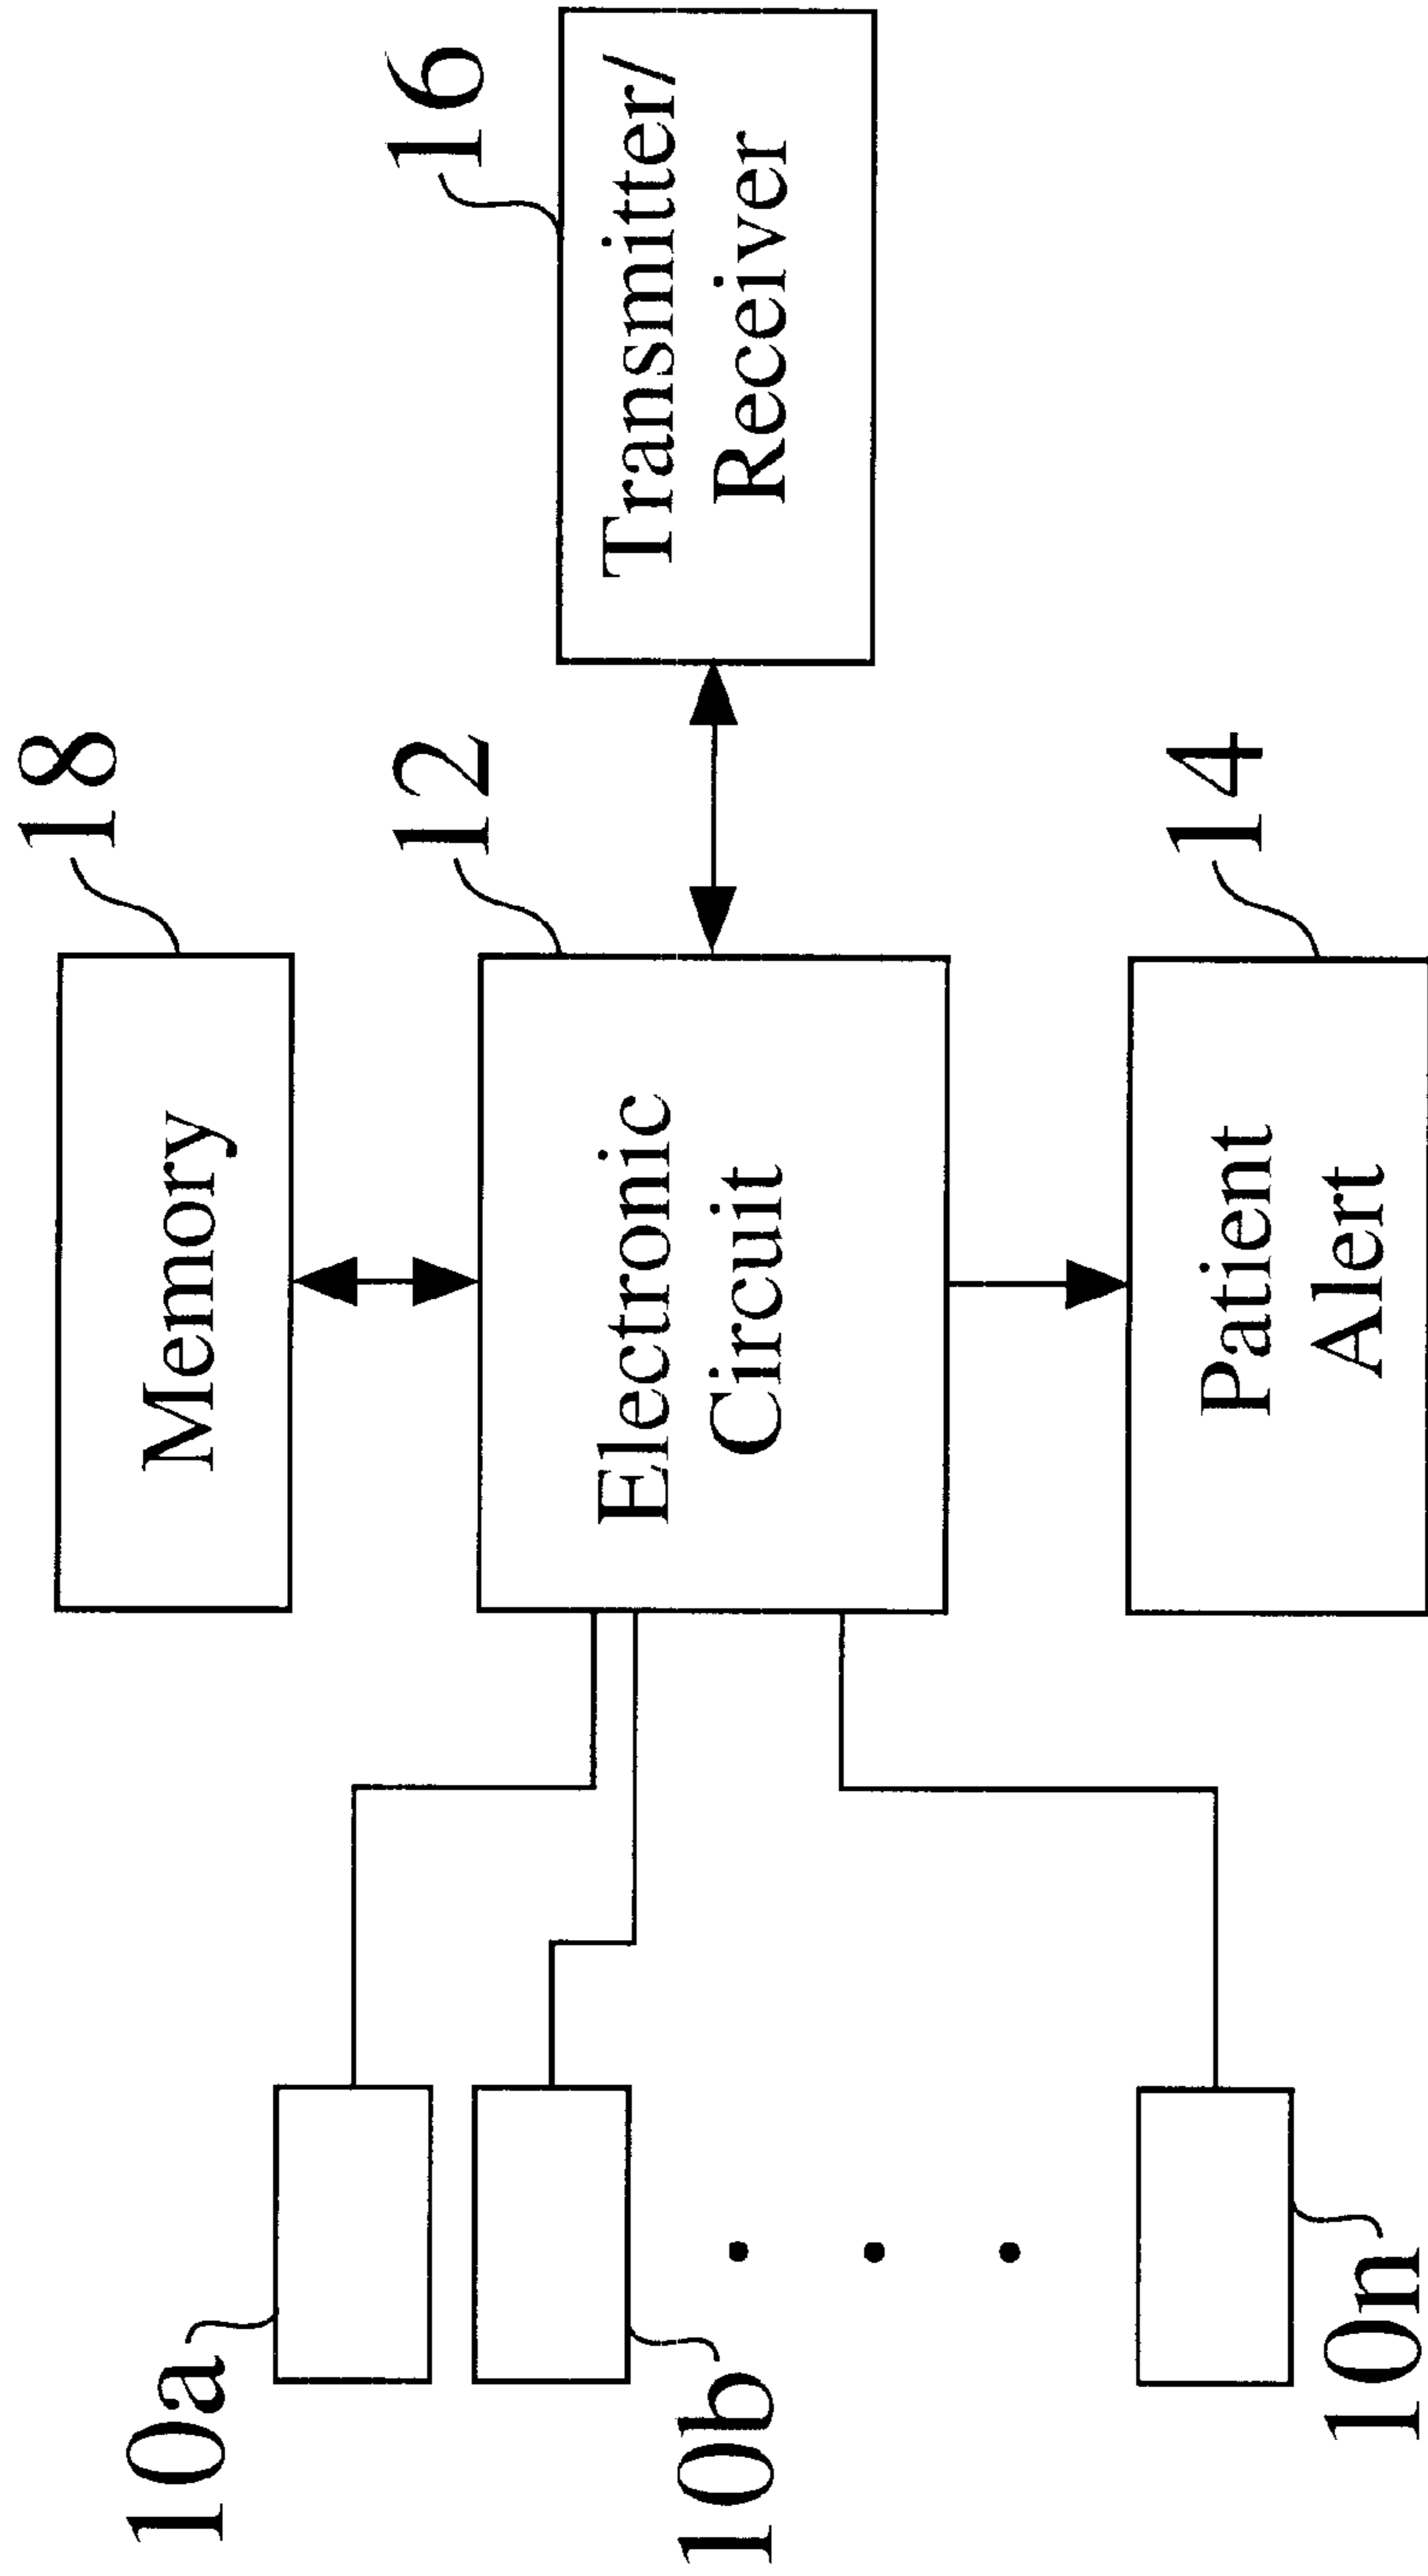 18
Memory
10a
12
16
Electronic
Circuit
Transmitter/
Receiver
10b
14
Patient
Alert
10n